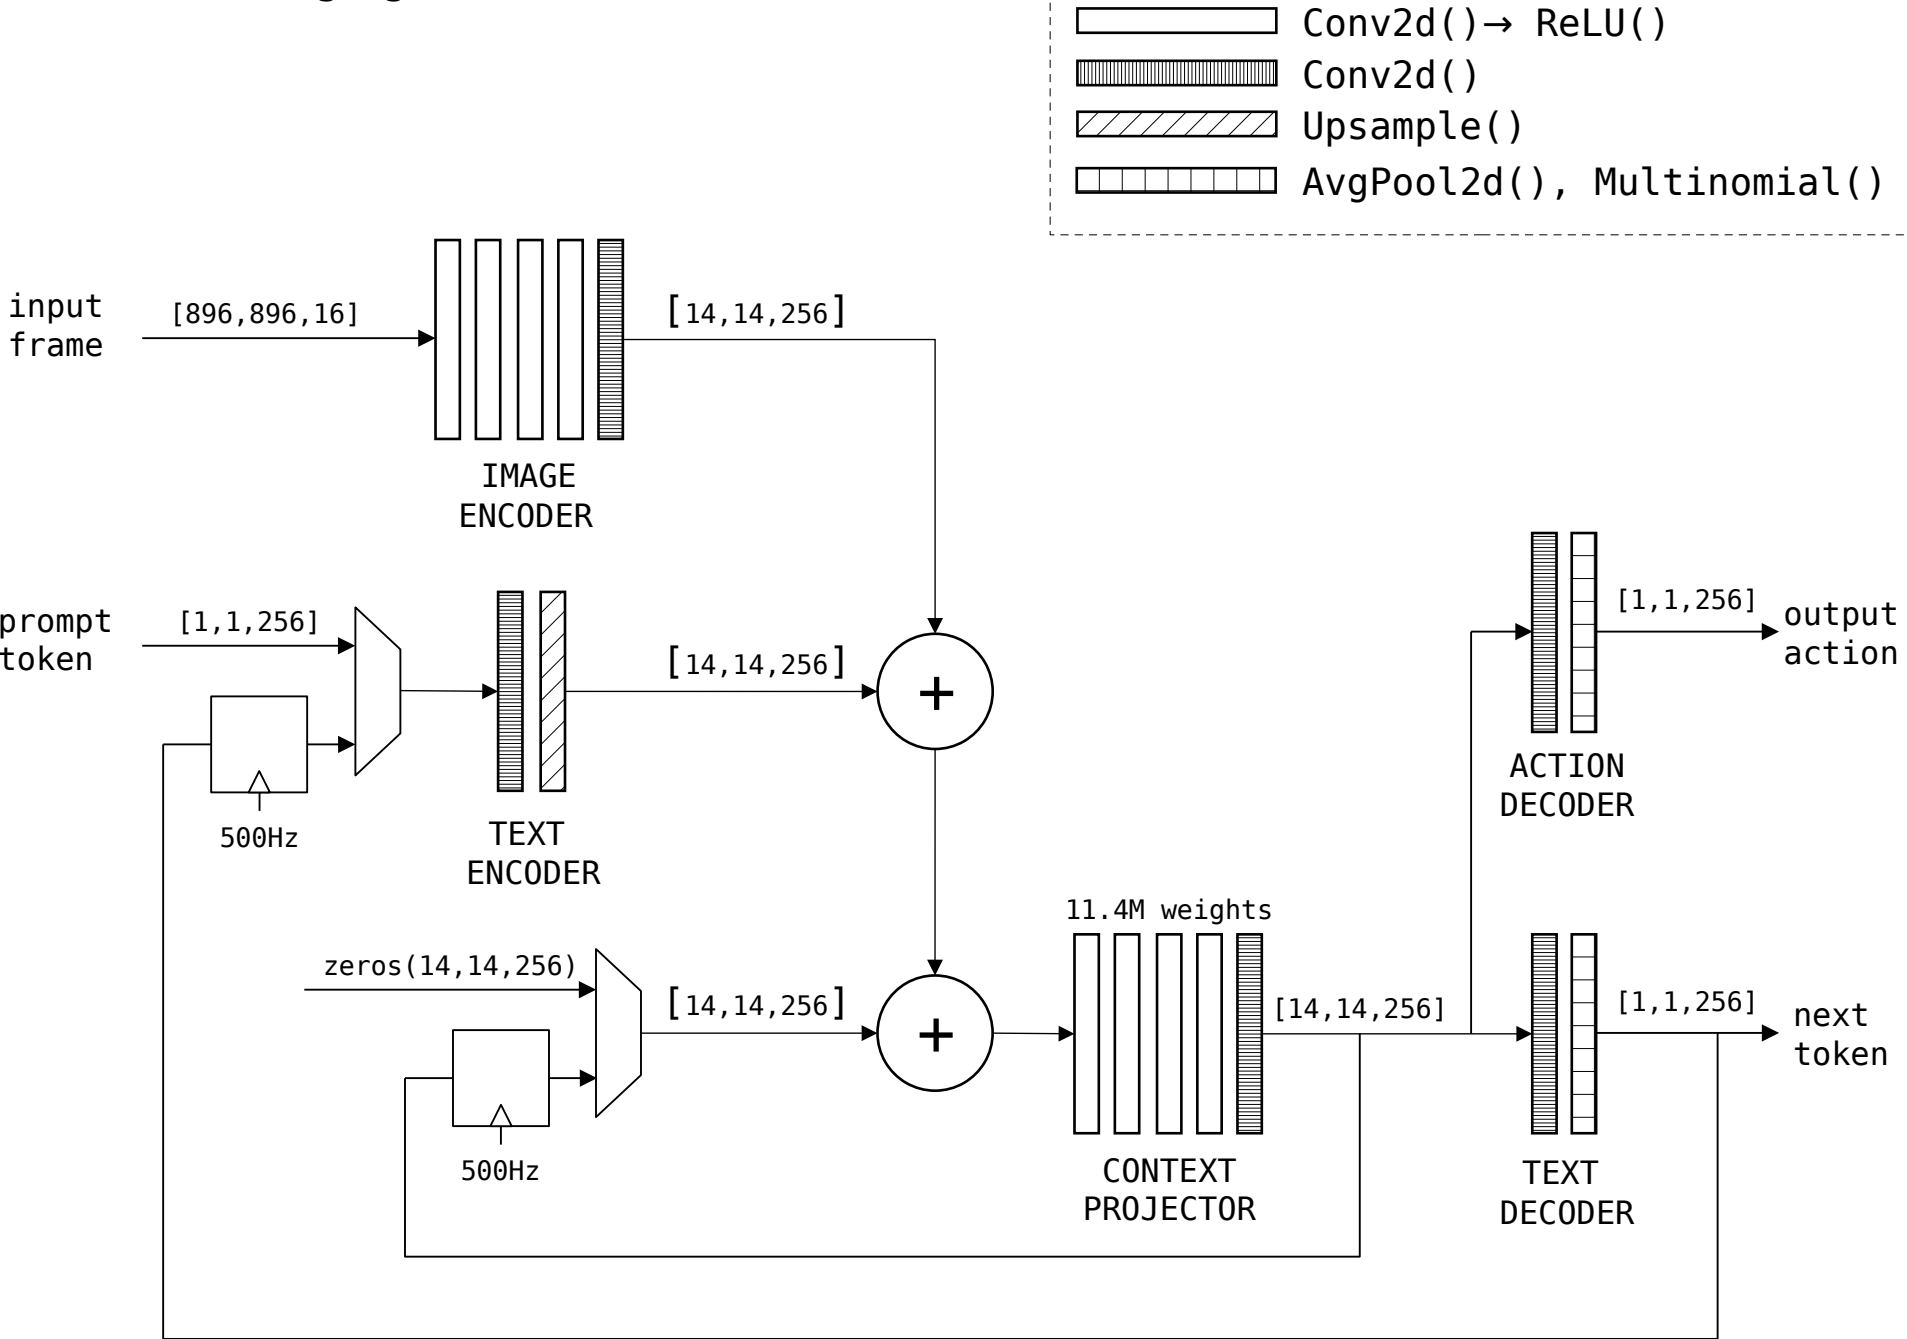 Conv2d()→ ReLU()
Conv2d()
Upsample()
AvgPool2d(), Multinomial()
input
frame
[896,896,16]
[14,14,256]
IMAGE
ENCODER
prompt
token
[1,1,256]
[14,14,256]
500Hz
TEXT
ENCODER
+
[1,1,256]
output
action
ACTION
DECODER
zeros(14,14,256)
[14,14,256]
500Hz
+
11.4M weights
[14,14,256]
CONTEXT
PROJECTOR
[1,1,256]
next
token
TEXT
DECODER